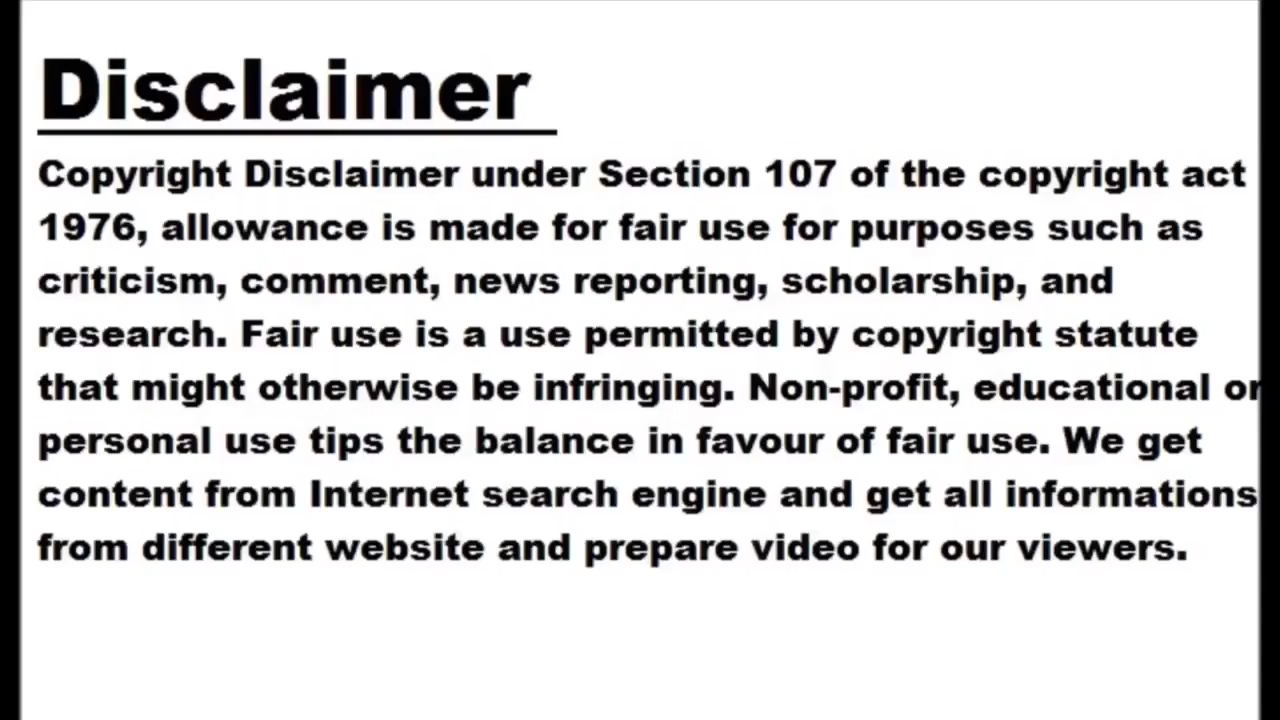 Disclaimer
Copyright Disclaimer under Section 107 of the copyright act
1976, allowance is made for fair use for purposes such as
criticism, comment, news reporting, scholarship, and
research. Fair use is a use permitted by copyright statute
that might otherwise be infringing. Non-profit, educational or
personal use tips the balance in favour of fair use. We get
content from Internet search engine and get all informations
from different website and prepare video for our viewers.